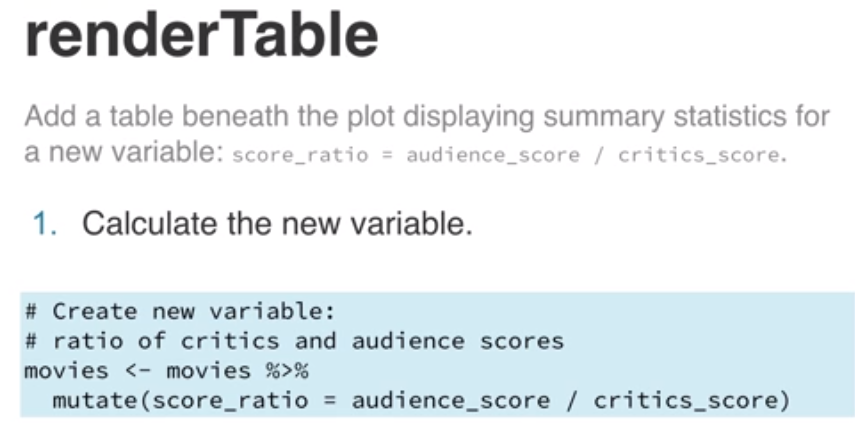 renderTable
Add a table beneath the plot displaying summary statistics for
a new variable: score_ratio = audience_score / critics_score.
1. Calculate the new variable.
# Create new variable:
# ratio of critics and audience scores
movies <- movies %>%
  mutate(score_ratio = audience_score / critics_score)